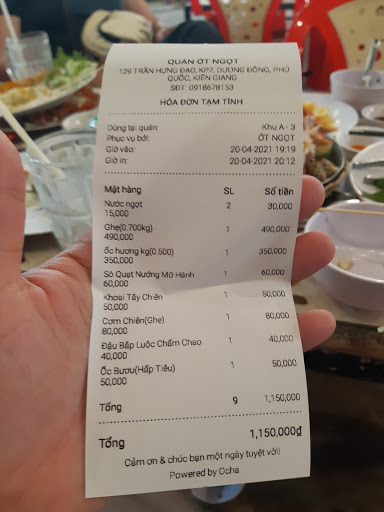 QUÁN ỚT NGỌT
129 TRẦN HƯNG ĐẠO, KP7, DƯƠNG ĐÔNG, PHÚ
QUỐC, KIÊN GIANG
SĐT: 0918678153
HÓA ĐƠN TẠM TÍNH
Dùng tại quán: Khu A - 3
Phục vụ bởi: ỚT NGỌT
Giờ vào: 20-04-2021 19:19
Giờ in: 20-04-2021 20:12
Mặt hàng SL Số tiền
Nước ngọt 2 30,000
15,000
Ghẹ(0.700kg) 1 490,000
490,000
ốc hương kg(0.500) 1 350,000
350,000
Sò Quạt Nướng Mỡ Hành 1 60,000
60,000
Khoai Tây Chiên 1 50,000
50,000
Cơm Chiên(Ghẹ) 1 80,000
80,000
Đậu Bắp Luộc Chấm Chao 1 40,000
40,000
Ốc Bươu(Hấp Tiêu) 1 50,000
50,000
Tổng 9 1,150,000
Tổng 1,150,000₫
Cảm ơn & chúc bạn một ngày tuyệt vời!
Powered by Ocha